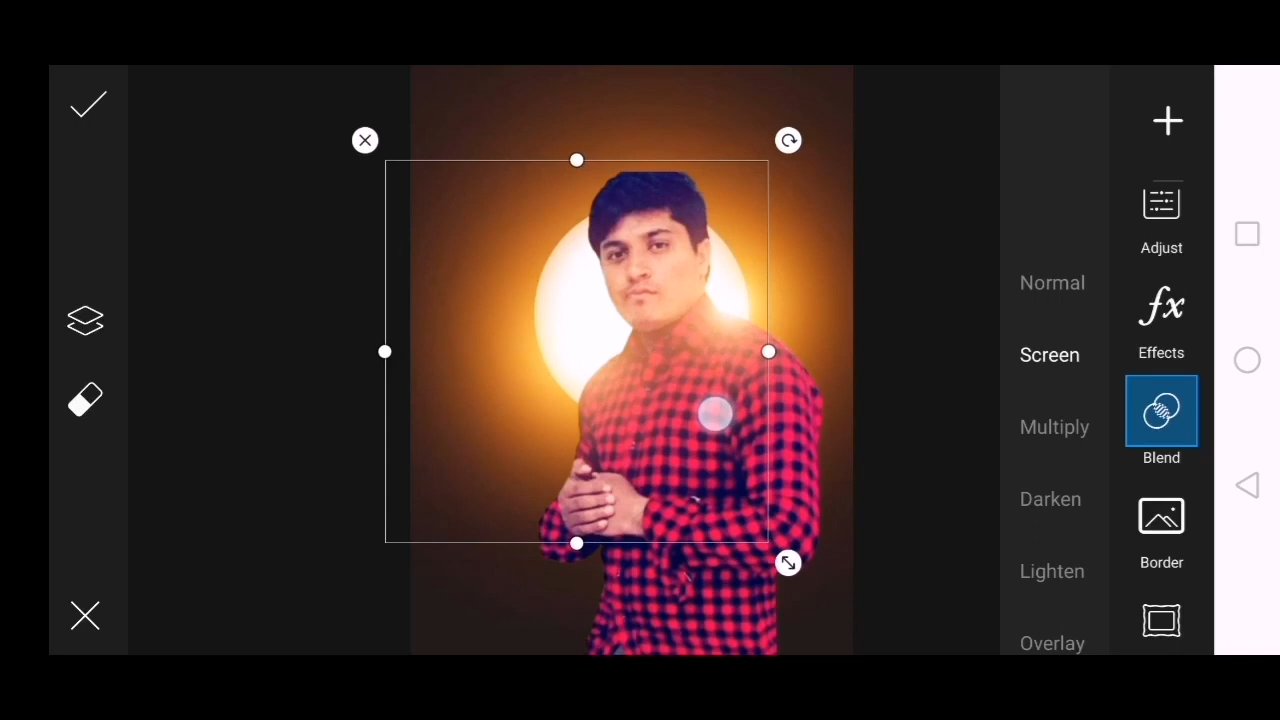 Adjust
Effects
Blend
Border
Normal
Screen
Multiply
Darken
Lighten
Overlay